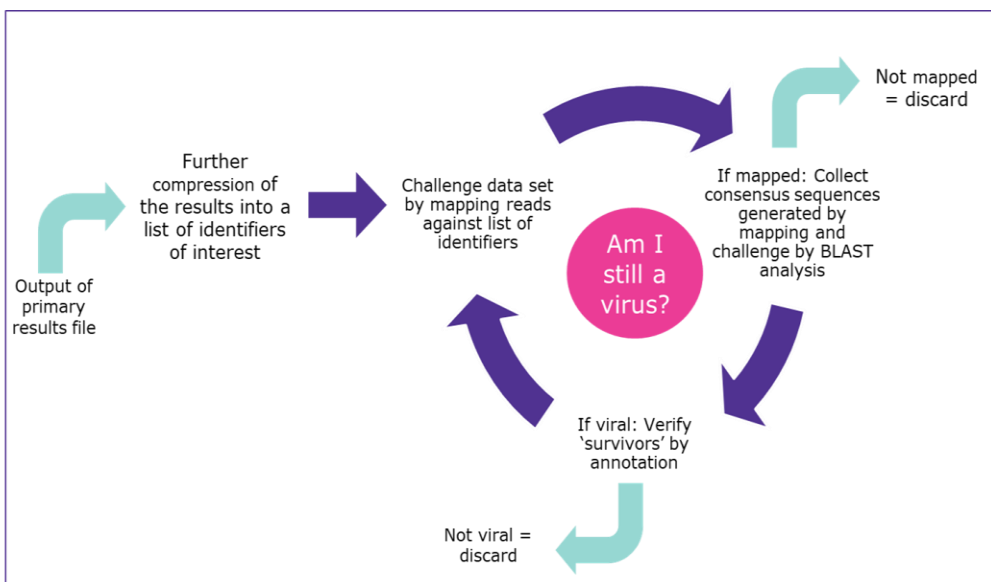 Output of
primary
results file
Further
compression of
the results into a
list of identifiers
of interest
Challenge data set
by mapping reads
against list of
identifiers
Am I
still a
virus?
Not mapped
= discard
If mapped: Collect
consensus sequences
generated by
mapping and
challenge by BLAST
analysis
If viral: Verify
‘survivors’ by
annotation
Not viral =
discard